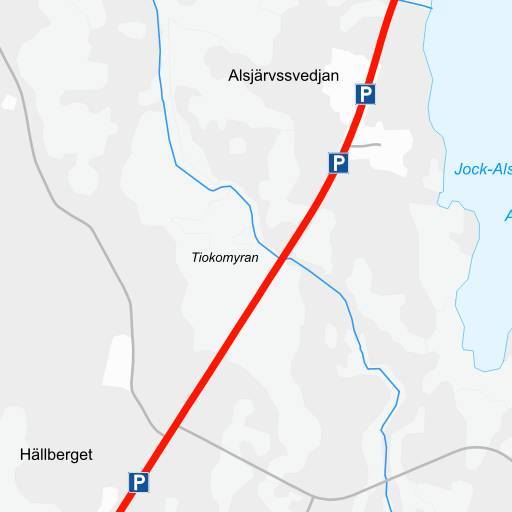 Alsjärvssvedjan
P
P
Jock-Als
A
Tiokomyran
Hällberget
P